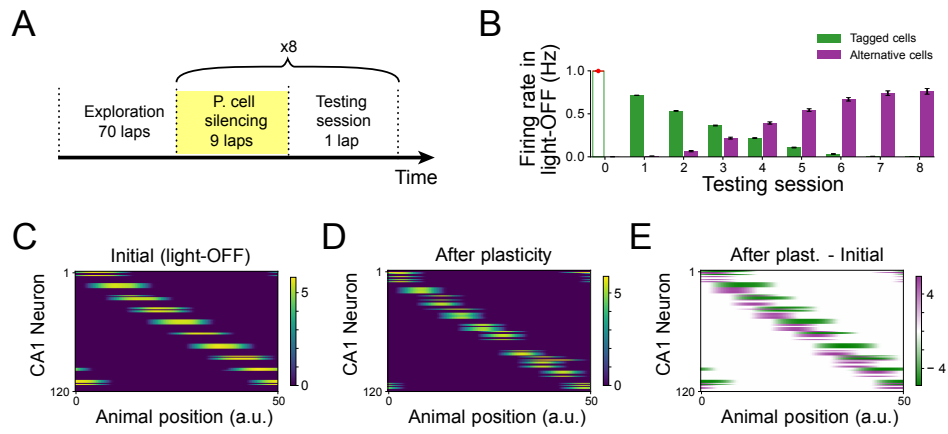 A
x8
Exploration
70 laps
P. cell
silencing
9 laps
Testing
session
1 lap
Time
B
Tagged cells
Alternative cells
Firing rate in
light-OFF (Hz)
1.0
0.5
0.0
0 1 2 3 4 5 6 7 8
Testing session
C
Initial (light-OFF)
CA1 Neuron
1
120
0 50
Animal position (a.u.)
5
0
D
After plasticity
CA1 Neuron
1
120
0 50
Animal position (a.u.)
5
0
E
After plast. - Initial
CA1 Neuron
1
120
0 50
Animal position (a.u.)
4
− 4